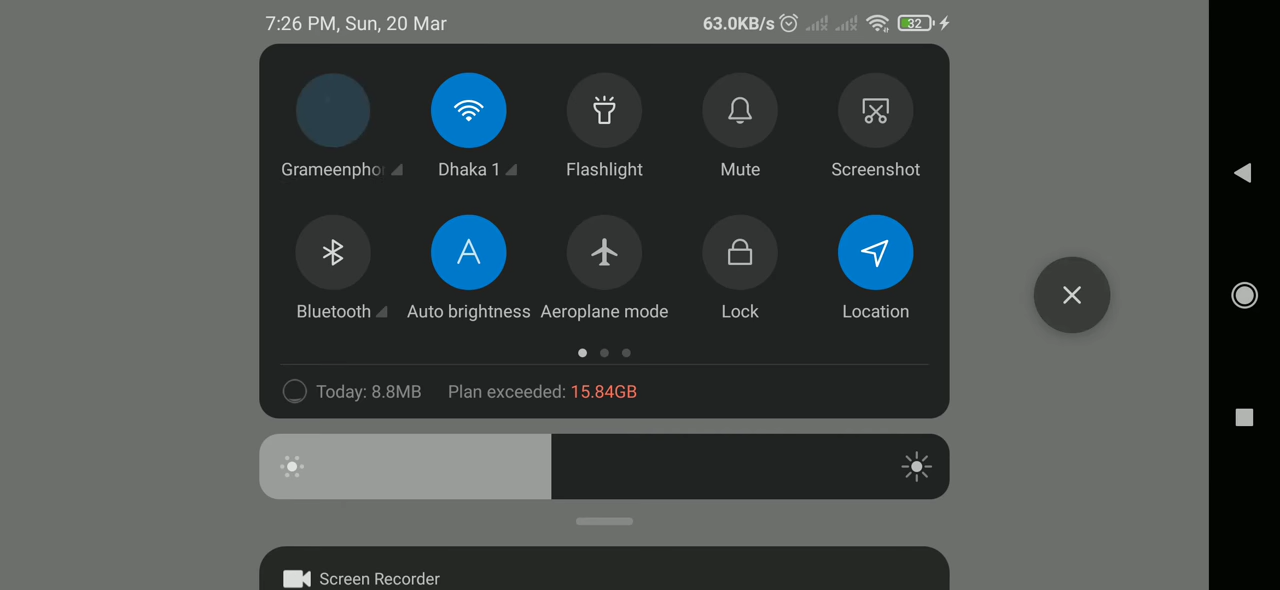 7:26 PM, Sun, 20 Mar 63.0KB/s 32
Grameenpho Dhaka 1 Flashlight Mute Screenshot
Bluetooth Auto brightness Aeroplane mode Lock Location
Today: 8.8MB Plan exceeded: 15.84GB
Screen Recorder